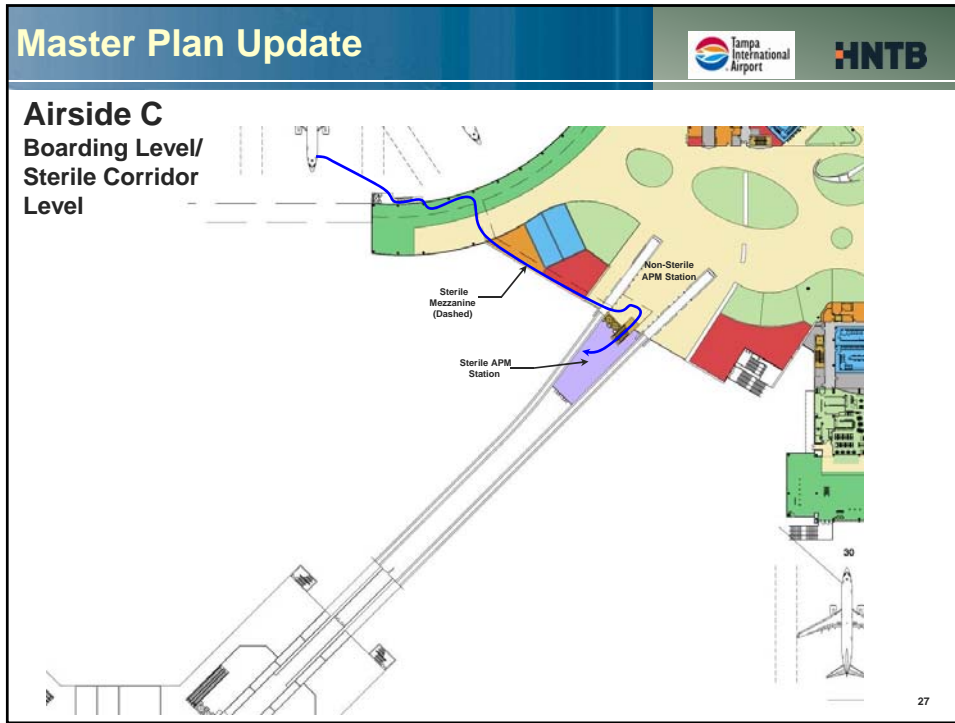 Master Plan Update
Tampa
International
Airport
HNTB
Airside C
Boarding Level/
Sterile Corridor
Level
Non-Sterile
APM Station
Sterile
Mezzanine
(Dashed)
Sterile APM
Station
30
27